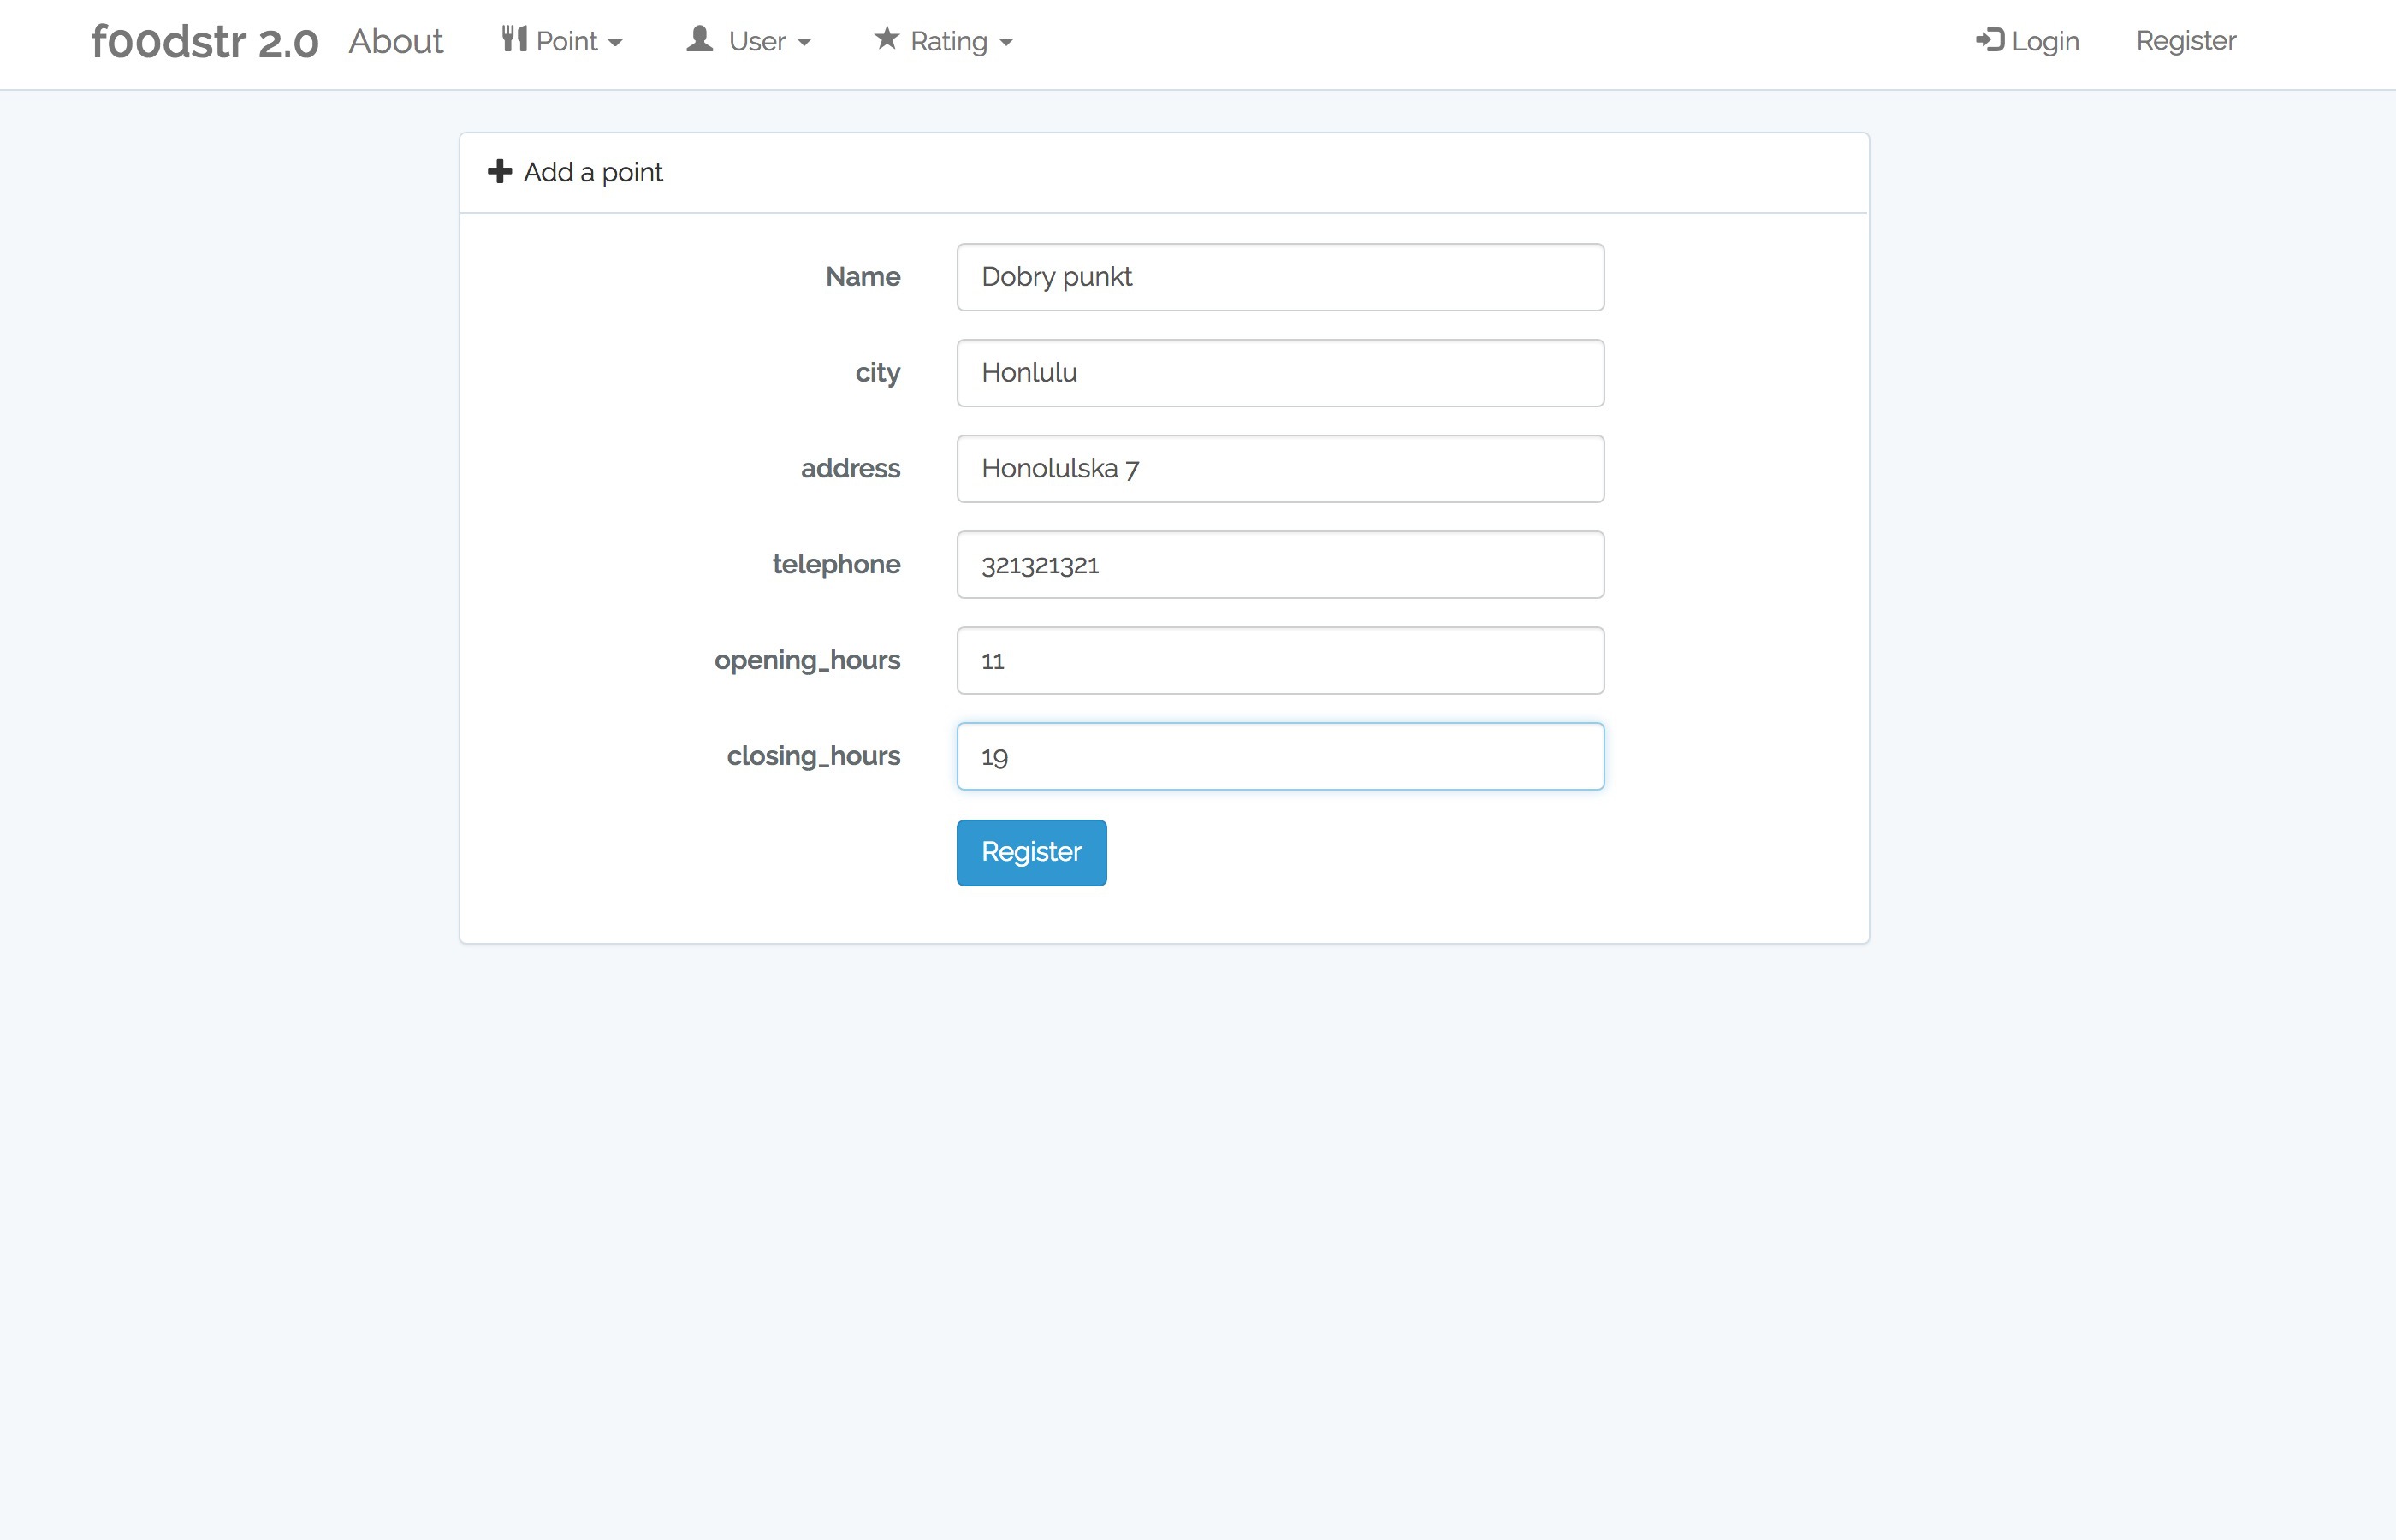 f00dstr 2.0 About Point User Rating Login Register
Add a point
Name Dobry punkt
city Honlulu
address Honolulska 7
telephone 321321321
opening_hours 11
closing_hours 19
Register